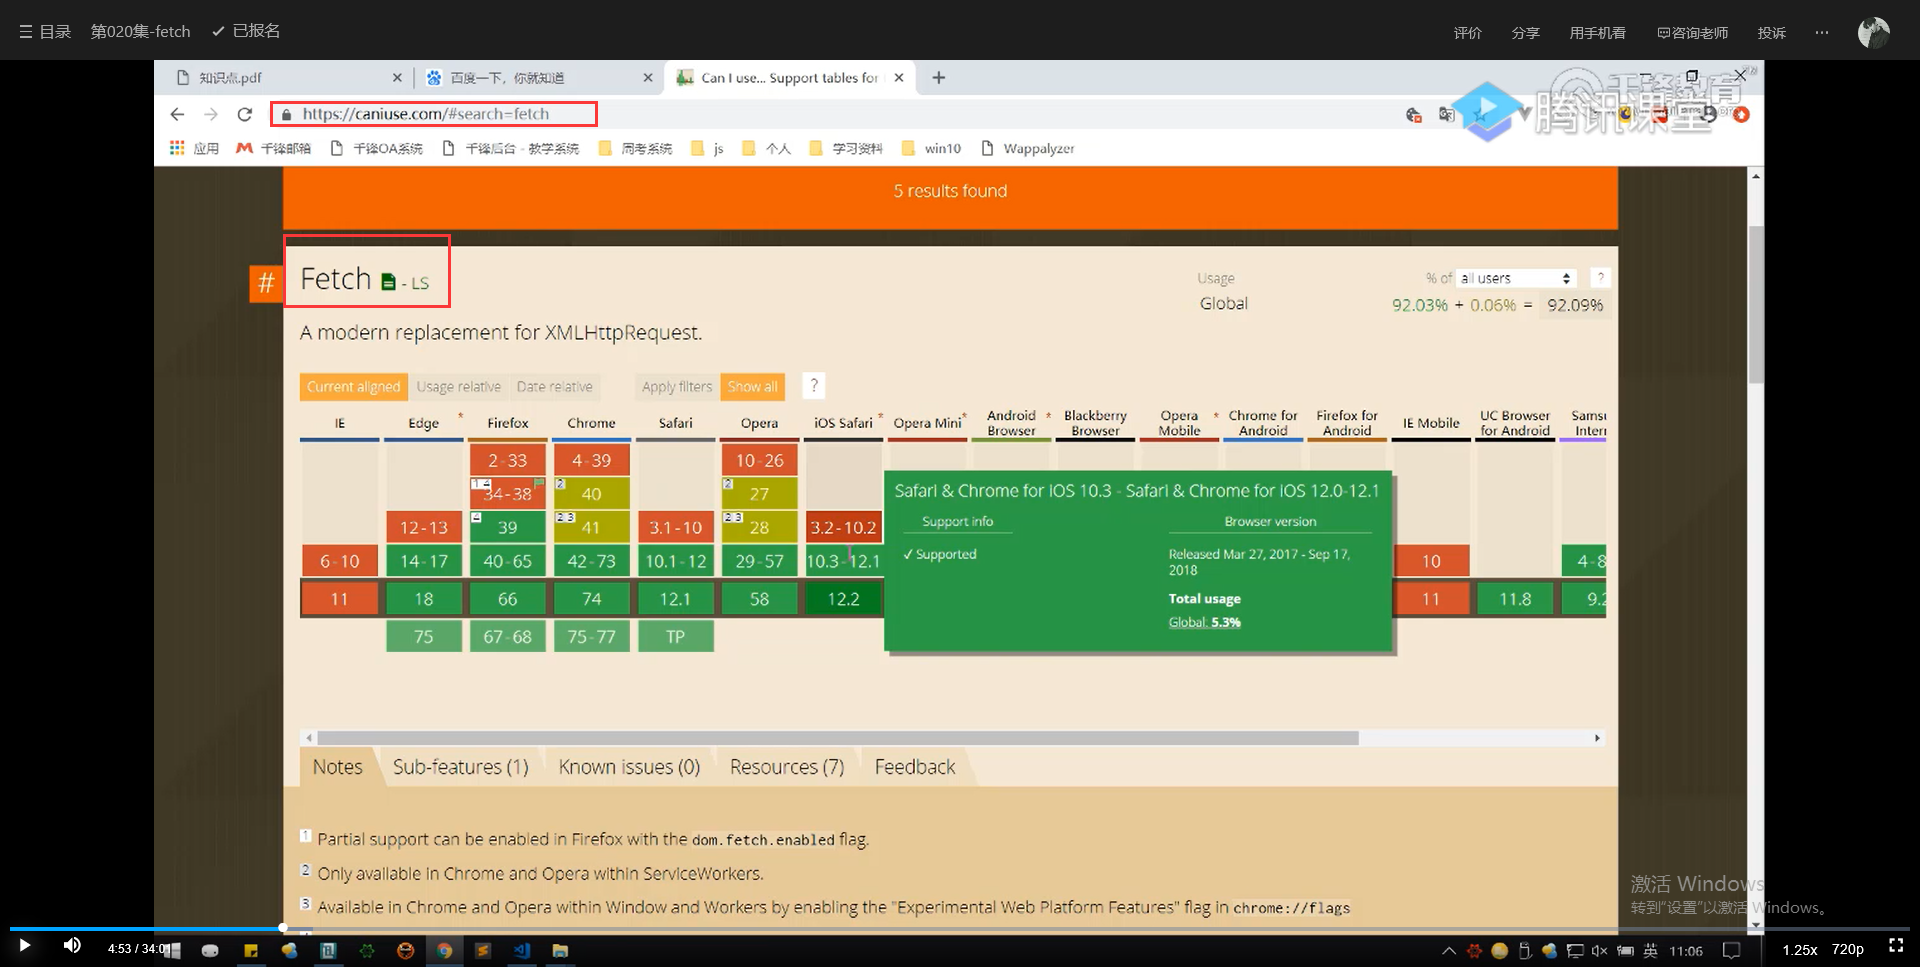 目录 第020集-fetch 已报名 评价 分享 用手机看 咨询老师 投诉 ···
知识点.pdf 百度一下，你就知道 Can I use... Support tables for
https://caniuse.com/#search=fetch
腾讯课堂
应用 千锋邮箱 千锋OA系统 千锋后台 - 教学系统 周考系统 js 个人 学习资料 win10 Wappalyzer
5 results found
# Fetch - LS
Usage % of all users ?
Global 92.03% + 0.06% = 92.09%
A modern replacement for XMLHttpRequest.
Current aligned Usage relative Date relative Apply filters Show all ?
IE Edge * Firefox Chrome Safari Opera iOS Safari * Opera Mini * Android Browser * Blackberry Browser Opera Mobile * Chrome for Android Firefox for Android IE Mobile UC Browser for Android Samsu Intern
2-33 4-39 10-26
1 4 34-38 2 40 2 27
12-13 4 39 2 3 41 3.1-10 2 3 28 3.2-10.2
6-10 14-17 40-65 42-73 10.1-12 29-57 10.3-12.1 10 4-8
11 18 66 74 12.1 58 12.2 11 11.8 9.2
75 67-68 75-77 TP
Safari & Chrome for iOS 10.3 - Safari & Chrome for iOS 12.0-12.1
Support info Browser version
✓ Supported Released Mar 27, 2017 - Sep 17,
2018
Total usage
Global: 5.3%
Notes Sub-features (1) Known issues (0) Resources (7) Feedback
1 Partial support can be enabled in Firefox with the dom.fetch.enabled flag.
2 Only available in Chrome and Opera within ServiceWorkers.
3 Available in Chrome and Opera within Window and Workers by enabling the "Experimental Web Platform Features" flag in chrome://flags
激活 Windows
转到"设置"以激活 Windows。
4:53 / 34:0 英 11:06 1.25x 720p